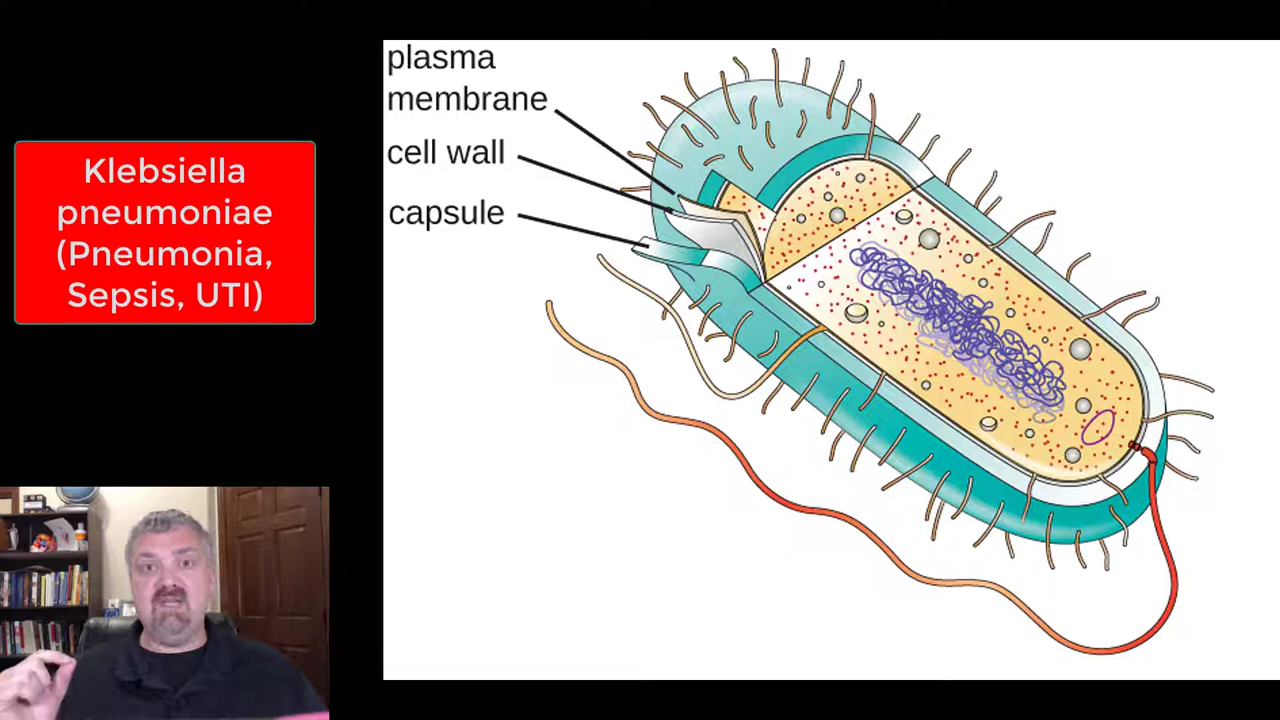 Klebsiella
pneumoniae
(Pneumonia,
Sepsis, UTI)
plasma
membrane
cell wall
capsule